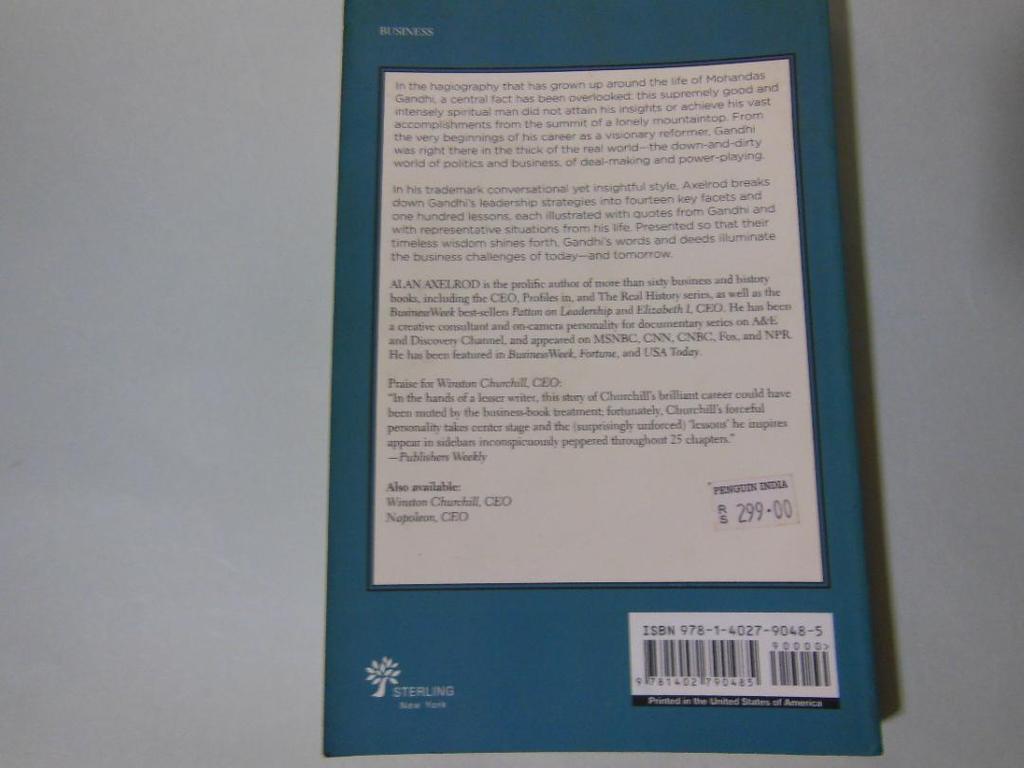 BUSINESS
In the hagiography that has grown up around the life of Mohandas
Gandhi, a central fact has been overlooked: this supremely good and
intensely spiritual man did not attain his insights or achieve his vast
accomplishments from the summit of a lonely mountaintop. From
the very beginnings of his career as a visionary reformer, Gandhi
was right there in the thick of the real world—the down-and-dirty
world of politics and business, of deal-making and power-playing.
In his trademark conversational yet insightful style, Axelrod breaks
down Gandhi's leadership strategies into fourteen key facets and
one hundred lessons, each illustrated with quotes from Gandhi and
with representative situations from his life. Presented so that their
timeless wisdom shines forth, Gandhi's words and deeds illuminate
the business challenges of today—and tomorrow.
ALAN AXELROD is the prolific author of more than sixty business and history
books, including the CEO, Profiles in, and The Real History series, as well as the
BusinessWeek best-sellers Patton on Leadership and Elizabeth I, CEO. He has been
a creative consultant and on-camera personality for documentary series on A&E
and Discovery Channel, and appeared on MSNBC, CNN, CNBC, Fox, and NPR.
He has been featured in BusinessWeek, Fortune, and USA Today.
Praise for Winston Churchill, CEO:
"In the hands of a lesser writer, this story of Churchill's brilliant career could have
been muted by the business-book treatment; fortunately, Churchill's forceful
personality takes center stage and the (surprisingly unforced) 'lessons' he inspires
appear in sidebars inconspicuously peppered throughout 25 chapters."
—Publishers Weekly
Also available:
Winston Churchill, CEO
Napoleon, CEO
PENGUIN INDIA
RS 299.00
ISBN 978-1-4027-9048-5
90000>
9 781402 790485
Printed in the United States of America
STERLING
New York